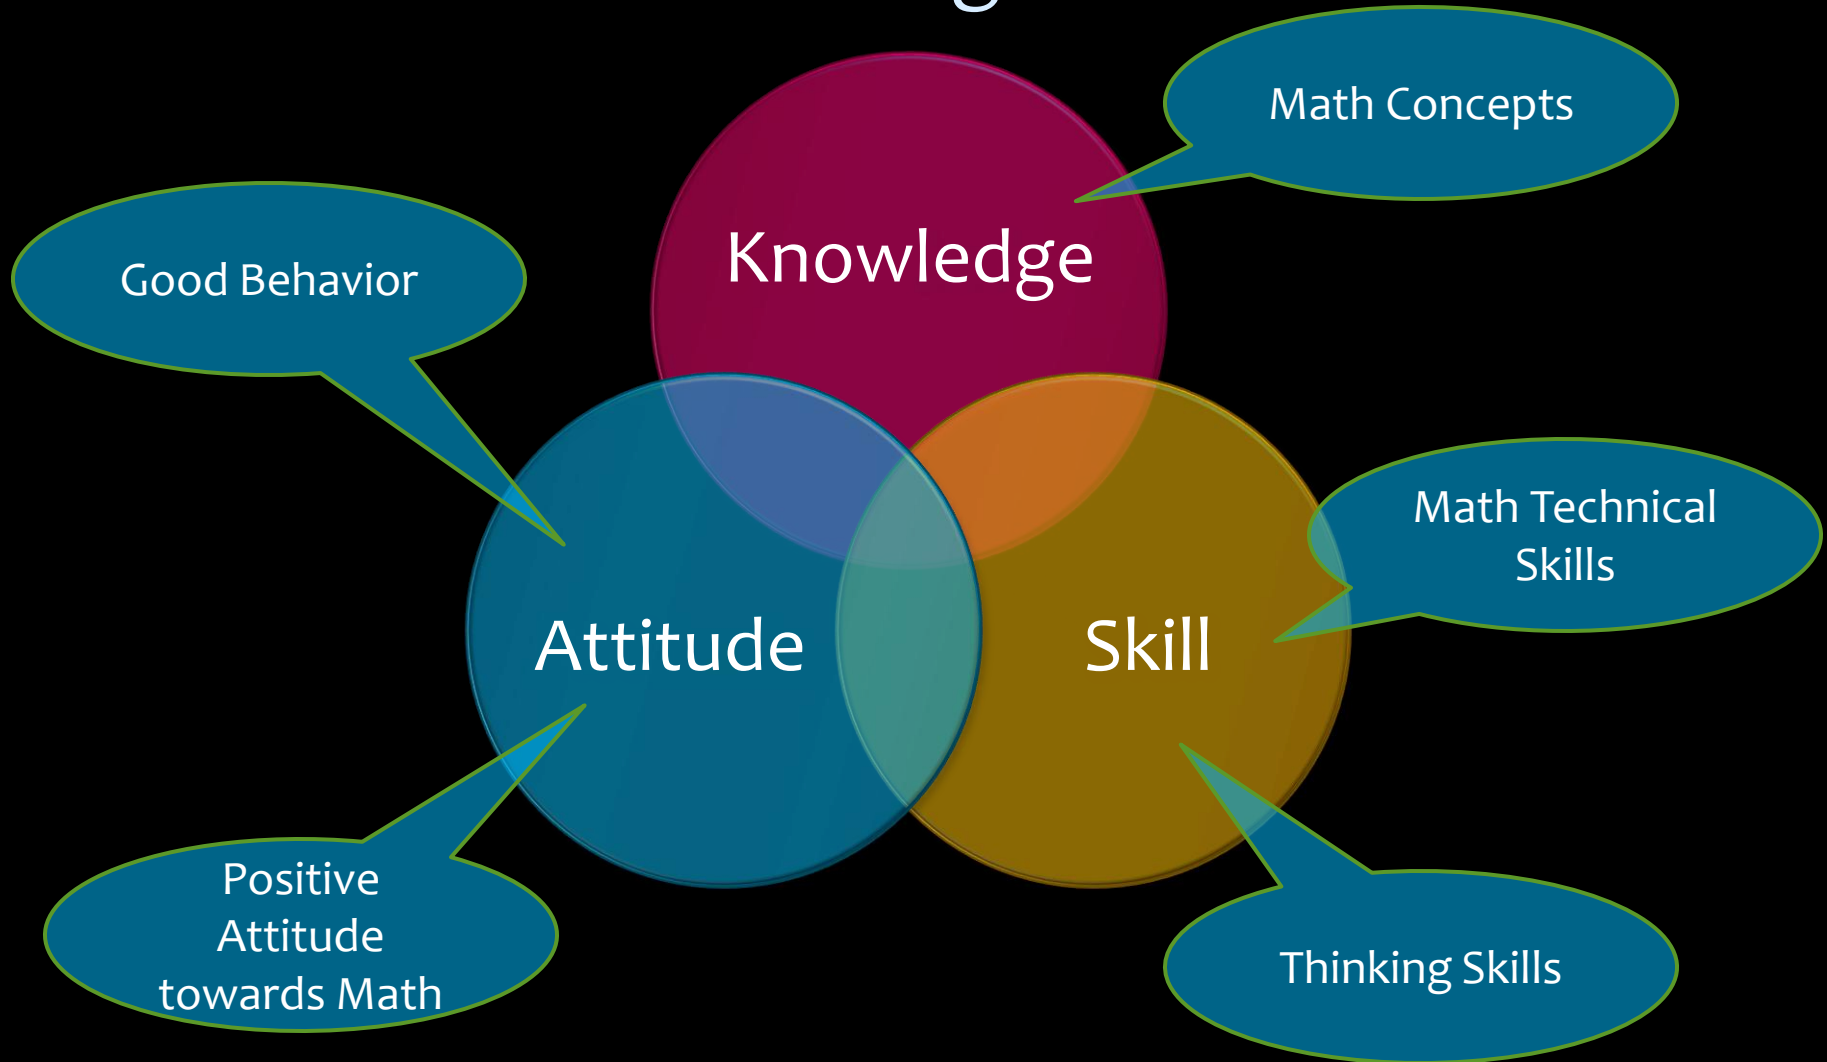 Math Concepts
Knowledge
Good Behavior
Math Technical
Skills
Attitude
Skill
Positive
Attitude
towards Math
Thinking Skills